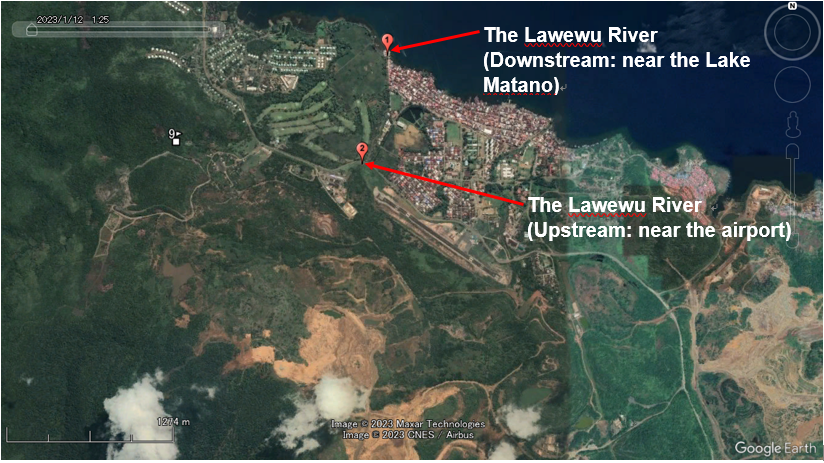 2023/1/12 1:25
N
1
The Lawewu River
(Downstream: near the Lake
Matano)
9
2
The Lawewu River
(Upstream: near the airport)
1274 m
Image © 2023 Maxar Technologies
Image © 2023 CNES / Airbus
Google Earth